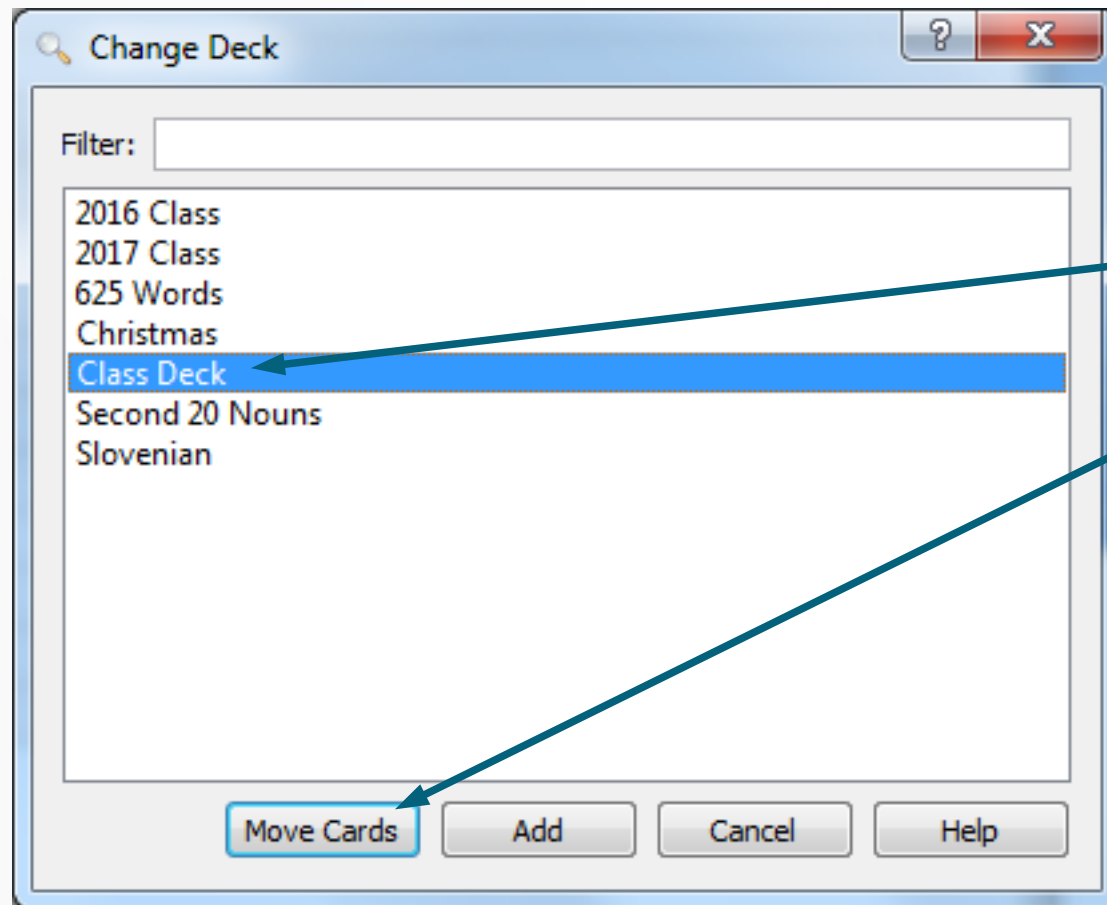 Change Deck
Filter:
2016 Class
2017 Class
625 Words
Christmas
Class Deck
Second 20 Nouns
Slovenian
Move Cards Add Cancel Help